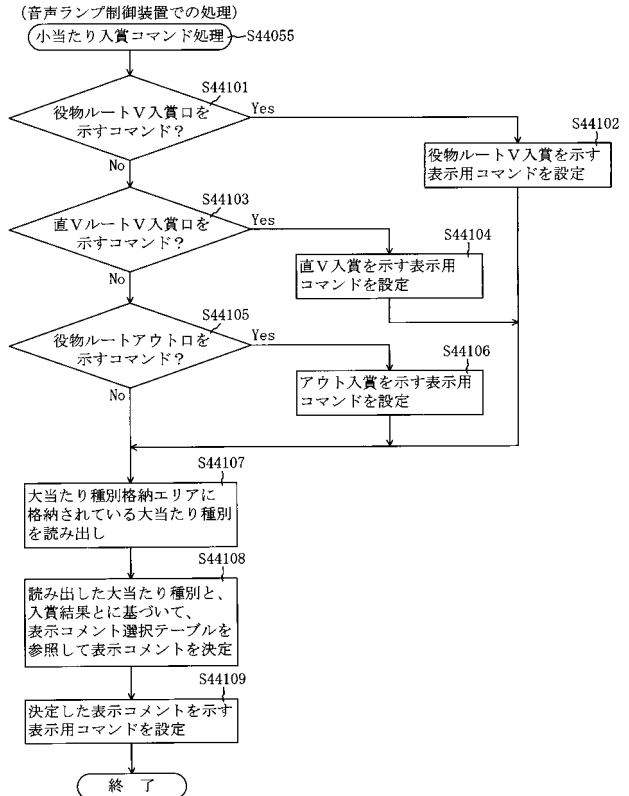 (音声ランプ制御装置での処理)
小当たり入賞コマンド処理
S44055
S44101
役物ルートV入賞口を
示すコマンド?
Yes
No
S44102
役物ルートV入賞を示す
表示用コマンドを設定
S44103
直VルートV入賞口を
示すコマンド?
Yes
No
S44104
直V入賞を示す表示用
コマンドを設定
S44105
役物ルートアウト口を
示すコマンド?
Yes
No
S44106
アウト入賞を示す表示用
コマンドを設定
S44107
大当たり種別格納エリアに
格納されている大当たり種別
を読み出し
S44108
読み出した大当たり種別と、
入賞結果とに基づいて、
表示コメント選択テーブルを
参照して表示コメントを決定
S44109
決定した表示コメントを示す
表示用コマンドを設定
終 了